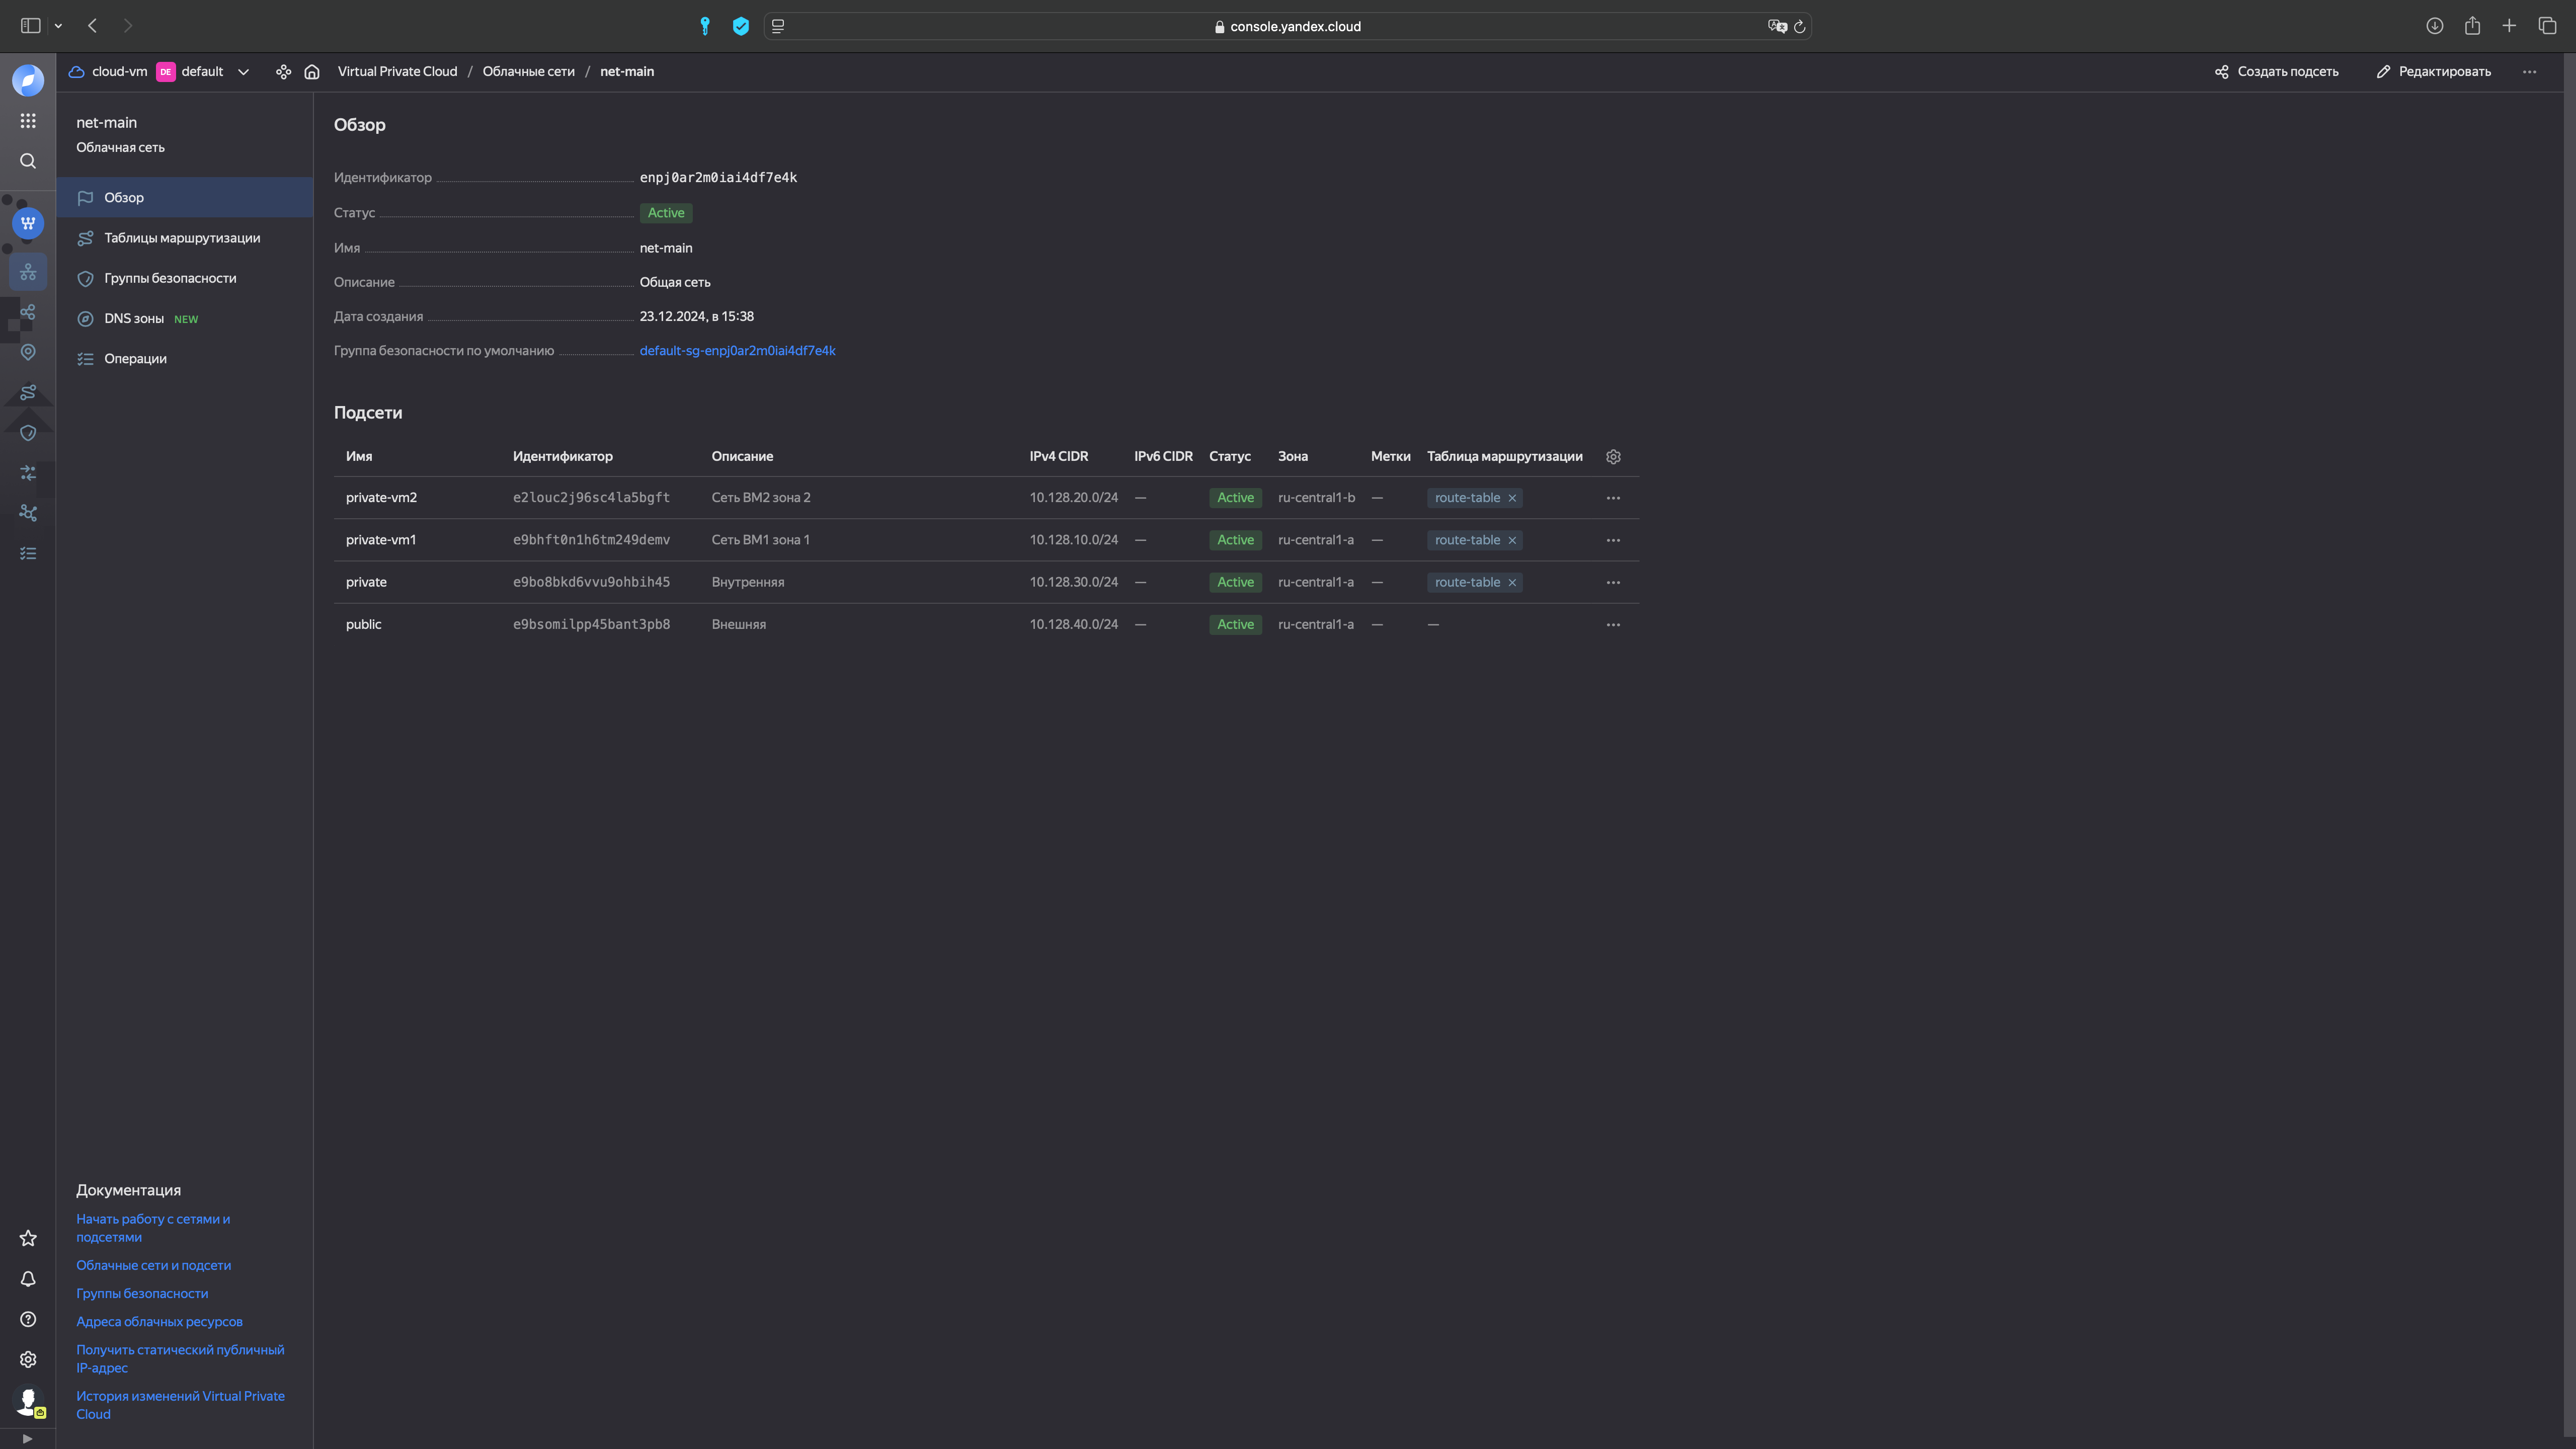 console.yandex.cloud
cloud-vm DE default Virtual Private Cloud / Облачные сети / net-main Создать подсеть Редактировать
net-main
Облачная сеть
Обзор
Таблицы маршрутизации
Группы безопасности
DNS зоны NEW
Операции
Обзор
Идентификатор enpj0ar2m0iai4df7e4k
Статус Active
Имя net-main
Описание Общая сеть
Дата создания 23.12.2024, в 15:38
Группа безопасности по умолчанию default-sg-enpj0ar2m0iai4df7e4k
Подсети
Имя Идентификатор Описание IPv4 CIDR IPv6 CIDR Статус Зона Метки Таблица маршрутизации
private-vm2 e2louc2j96sc4la5bgft Сеть ВМ2 зона 2 10.128.20.0/24 — Active ru-central1-b — route-table ×
private-vm1 e9bhft0n1h6tm249demv Сеть ВМ1 зона 1 10.128.10.0/24 — Active ru-central1-a — route-table ×
private e9bo8bkd6vvu9ohbih45 Внутренняя 10.128.30.0/24 — Active ru-central1-a — route-table ×
public e9bsomilpp45bant3pb8 Внешняя 10.128.40.0/24 — Active ru-central1-a — —
Документация
Начать работу с сетями и
подсетями
Облачные сети и подсети
Группы безопасности
Адреса облачных ресурсов
Получить статический публичный
IP-адрес
История изменений Virtual Private
Cloud